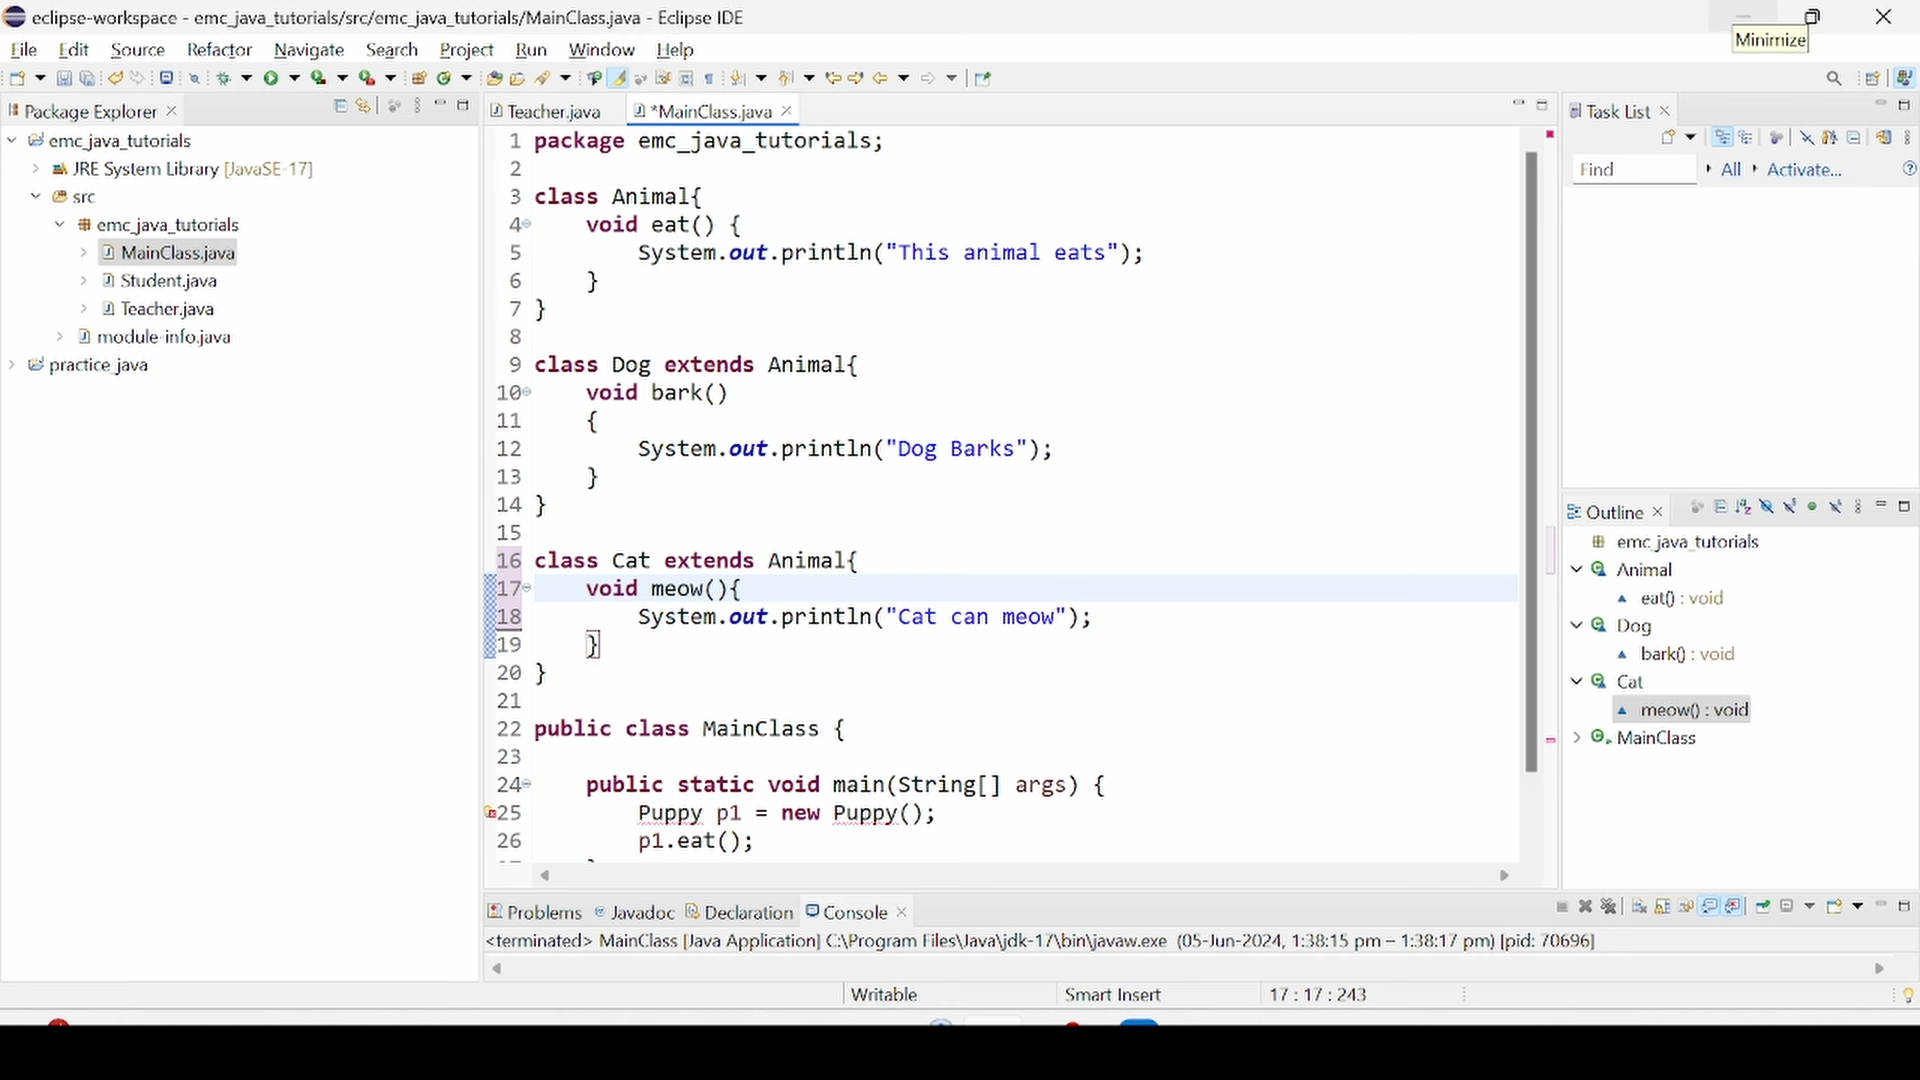 eclipse-workspace - emc_java_tutorials/src/emc_java_tutorials/MainClass.java - Eclipse IDE
Minimize
File Edit Source Refactor Navigate Search Project Run Window Help
Package Explorer
emc_java_tutorials
JRE System Library [JavaSE-17]
src
emc_java_tutorials
MainClass.java
Student.java
Teacher.java
module-info.java
practice_java
Teacher.java *MainClass.java
1 package emc_java_tutorials;
2
3 class Animal{
4 void eat() {
5 System.out.println("This animal eats");
6 }
7 }
8
9 class Dog extends Animal{
10 void bark()
11 {
12 System.out.println("Dog Barks");
13 }
14 }
15
16 class Cat extends Animal{
17 void meow(){
18 System.out.println("Cat can meow");
19 }
20 }
21
22 public class MainClass {
23
24 public static void main(String[] args) {
25 Puppy p1 = new Puppy();
26 p1.eat();
Task List
Find All Activate...
Outline
emc_java_tutorials
Animal
eat() : void
Dog
bark() : void
Cat
meow() : void
MainClass
Problems Javadoc Declaration Console
<terminated> MainClass [Java Application] C:\Program Files\Java\jdk-17\bin\javaw.exe (05-Jun-2024, 1:38:15 pm – 1:38:17 pm) [pid: 70696]
Writable Smart Insert 17 : 17 : 243